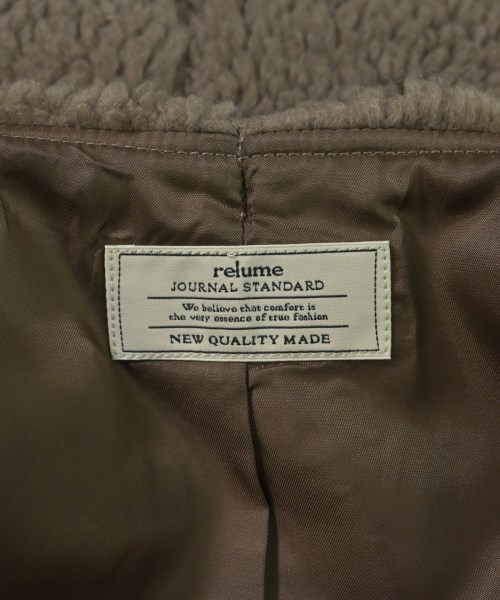 relume
JOURNAL STANDARD
We believe that comfort is
the very essence of true fashion
NEW QUALITY MADE